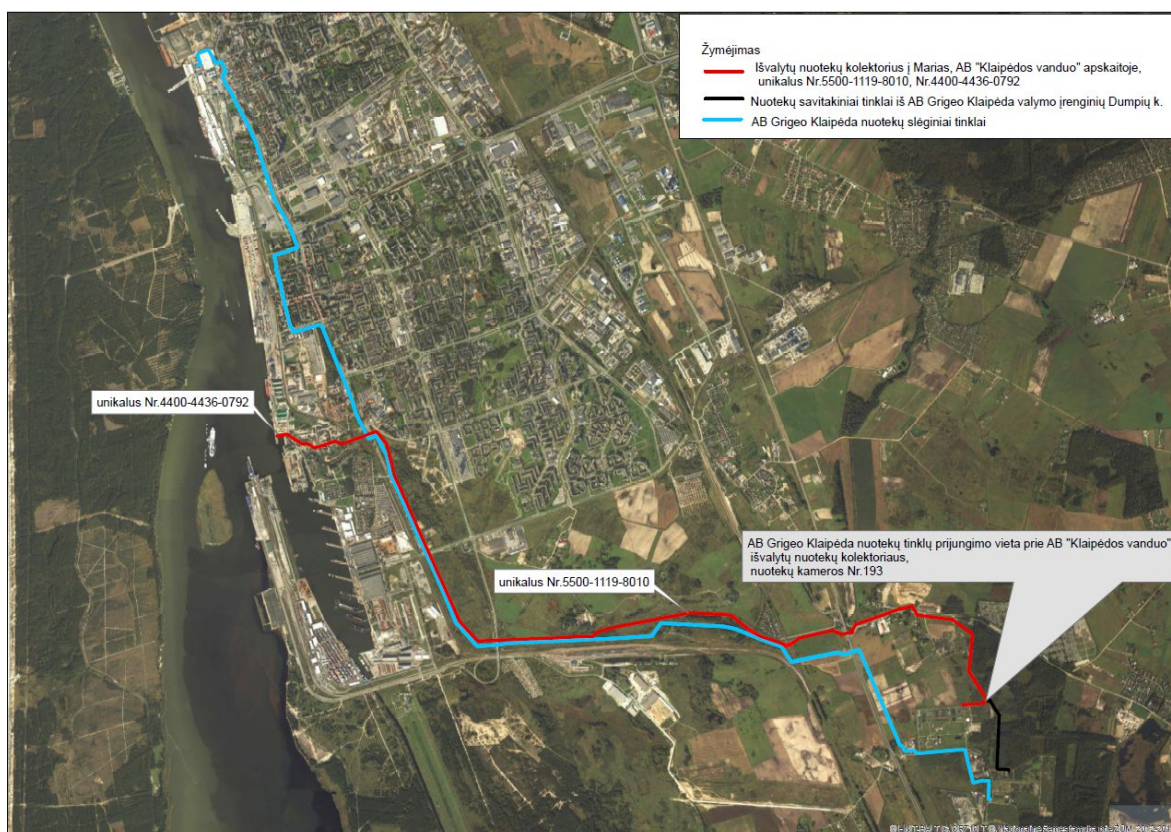 Žymėjimas
Išvalytų nuotekų kolektorius į Marias, AB "Klaipėdos vanduo" apskaitoje,
unikalus Nr.5500-1119-8010, Nr.4400-4436-0792
Nuotekų savitakiniai tinklai iš AB Grigeo Klaipėda valymo įrenginių Dumpių k.
AB Grigeo Klaipėda nuotekų slėginiai tinklai
unikalus Nr.4400-4436-0792
AB Grigeo Klaipėda nuotekų tinklų prijungimo vieta prie AB "Klaipėdos vanduo"
išvalytų nuotekų kolektoriaus,
nuotekų kameros Nr.193
unikalus Nr.5500-1119-8010